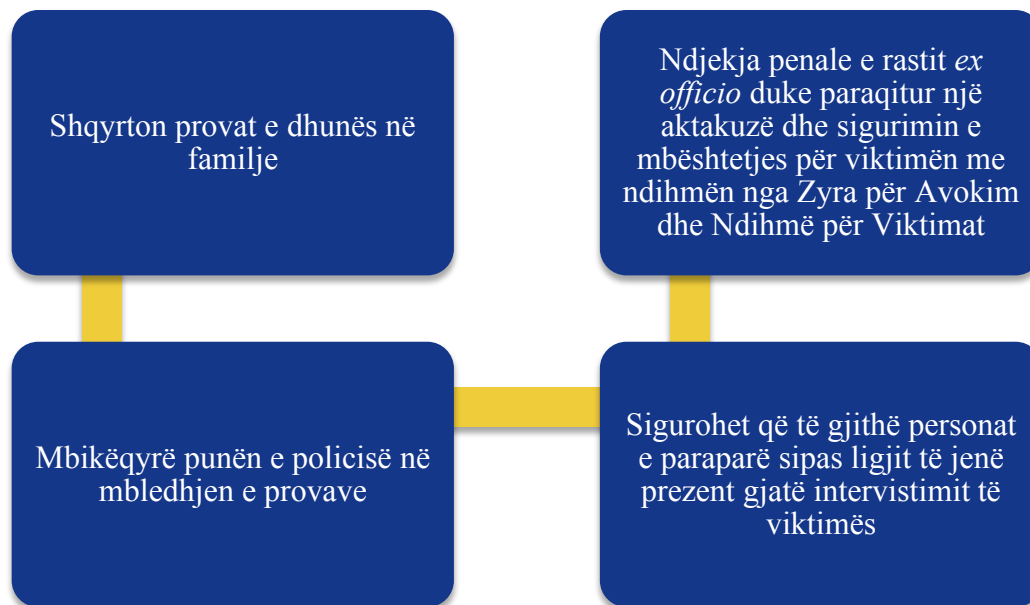 Shqyrton provat e dhunës në
familje
Mbikëqyrë punën e policisë në
mbledhjen e provave
Sigurohet që të gjithë personat
e paraparë sipas ligjit të jenë
prezent gjatë intervistimit të
viktimës
Ndjekja penale e rastit ex
officio duke paraqitur një
aktakuzë dhe sigurimin e
mbështetjes për viktimën me
ndihmën nga Zyra për Avokim
dhe Ndihmë për Viktimat